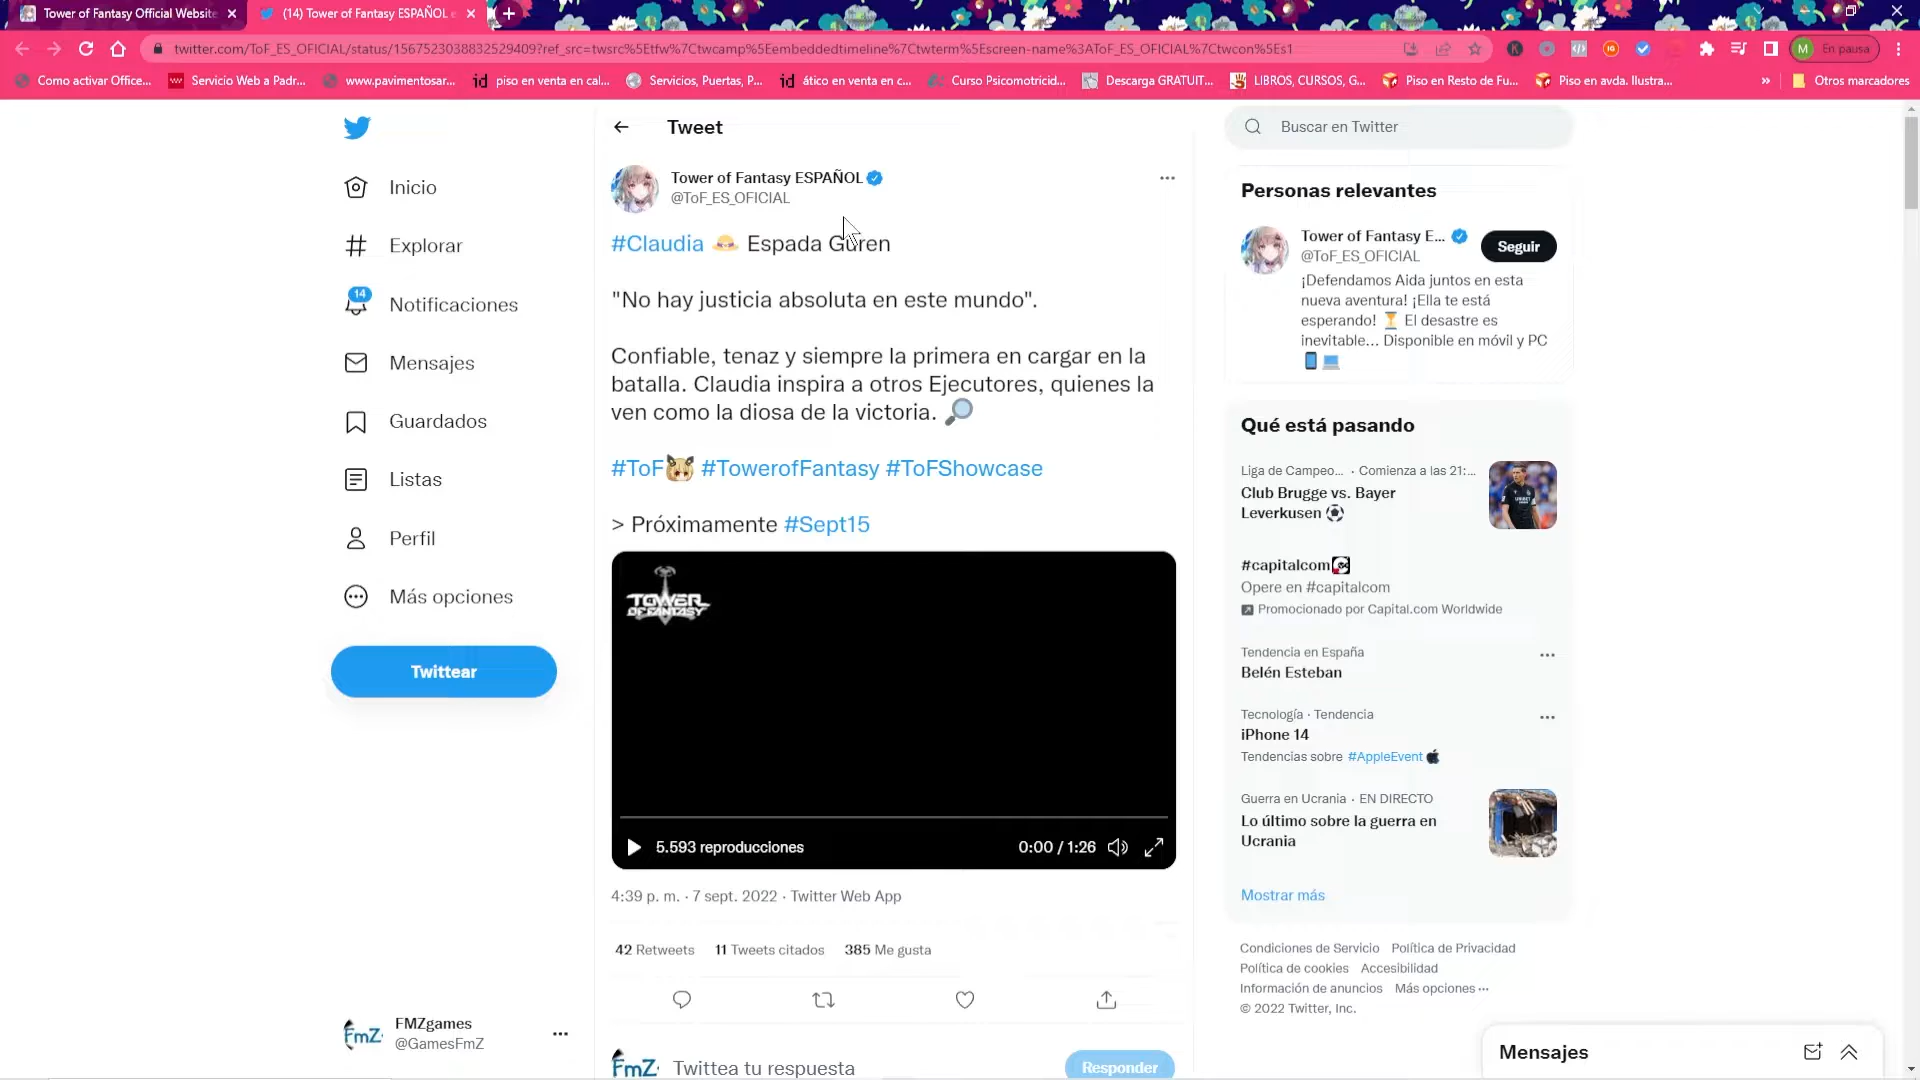 Tower of Fantasy Official Website
(14) Tower of Fantasy ESPAÑOL
twitter.com/ToF_ES_OFICIAL/status/1567523038832529409?ref_src=twsrc%5Etfw%7Ctwcamp%5Eembeddedtimeline%7Ctwterm%5Escreen-name%3AToF_ES_OFICIAL%7Ctwcon%5Es1
M En pausa
Como activar Office...
Servicio Web a Padr...
www.pavimentosar...
id piso en venta en cal...
Servicios, Puertas, P...
id ático en venta en c...
Curso Psicomotricid...
Descarga GRATUIT...
LIBROS, CURSOS, G...
Piso en Resto de Fu...
Piso en avda. Ilustra...
» Otros marcadores
Inicio
Explorar
14
Notificaciones
Mensajes
Guardados
Listas
Perfil
Más opciones
Twittear
FmZ FMZgames
@GamesFmZ
Tweet
Tower of Fantasy ESPAÑOL
@ToF_ES_OFICIAL
#Claudia Espada Guren
"No hay justicia absoluta en este mundo".
Confiable, tenaz y siempre la primera en cargar en la
batalla. Claudia inspira a otros Ejecutores, quienes la
ven como la diosa de la victoria.
#ToF #TowerofFantasy #ToFShowcase
> Próximamente #Sept15
TOWER
OF FANTASY
5.593 reproducciones
0:00 / 1:26
4:39 p. m. · 7 sept. 2022 · Twitter Web App
42 Retweets 11 Tweets citados 385 Me gusta
FmZ Twittea tu respuesta
Responder
Buscar en Twitter
Personas relevantes
Tower of Fantasy E...
@ToF_ES_OFICIAL
Seguir
¡Defendamos Aida juntos en esta
nueva aventura! ¡Ella te está
esperando! El desastre es
inevitable... Disponible en móvil y PC
Qué está pasando
Liga de Campeo... · Comienza a las 21:...
Club Brugge vs. Bayer
Leverkusen
#capitalcom
Opere en #capitalcom
Promocionado por Capital.com Worldwide
Tendencia en España
Belén Esteban
Tecnología · Tendencia
iPhone 14
Tendencias sobre #AppleEvent
Guerra en Ucrania · EN DIRECTO
Lo último sobre la guerra en
Ucrania
Mostrar más
Condiciones de Servicio Política de Privacidad
Política de cookies Accesibilidad
Información de anuncios Más opciones ···
© 2022 Twitter, Inc.
Mensajes